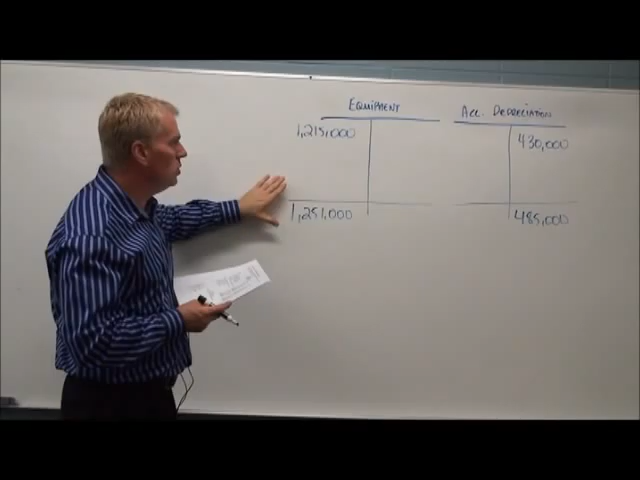 EQUIPMENT
ACC. DEPRECIATION
1,215,000
430,000
1,251,000
485,000